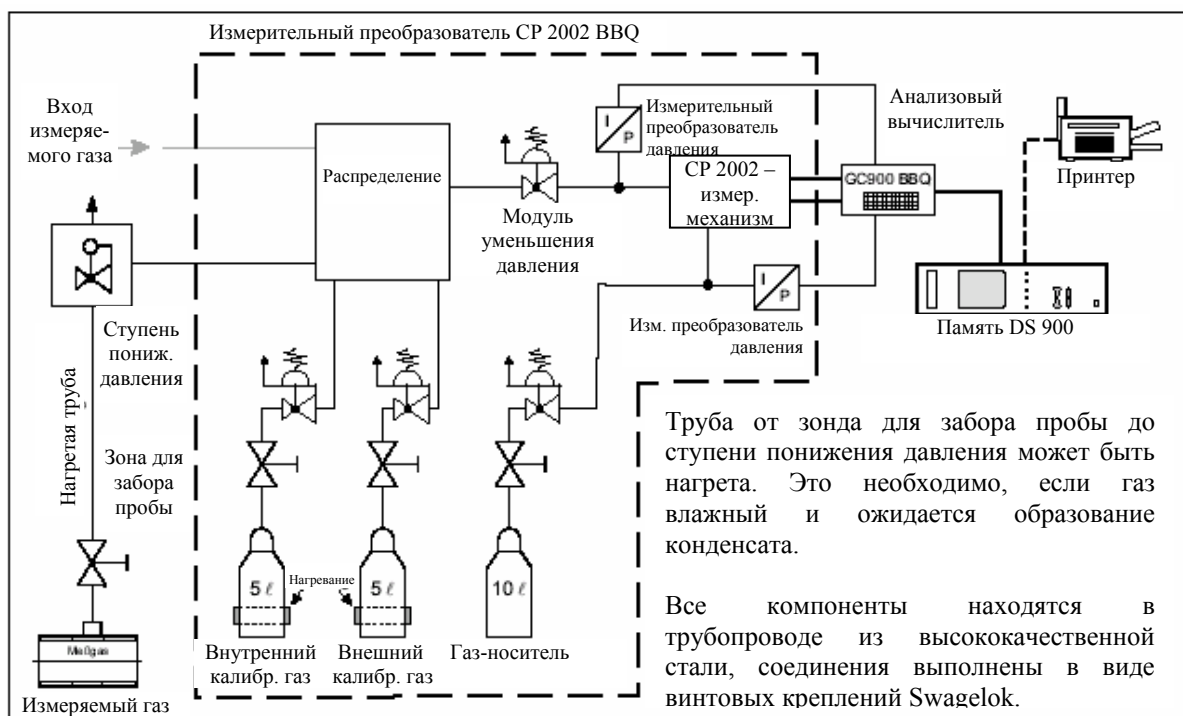 Измерительный преобразователь CP 2002 BBQ
Вход
измеряе-
мого газа
Распределение
Модуль
уменьшения
давления
I
P
Измерительный
преобразователь
давления
CP 2002 –
измер.
механизм
Анализовый
вычислитель
GC900 BBQ
Принтер
Память DS 900
I
P
Изм. преобразователь
давления
Ступень
пониж.
давления
Нагретая труба
Зона для
забора
пробы
Meßgas
Измеряемый газ
5 ℓ
Нагревание
5 ℓ
10 ℓ
Внутренний
калибр. газ
Внешний
калибр. газ
Газ-носитель
Труба от зонда для забора пробы до
ступени понижения давления может быть
нагрета. Это необходимо, если газ
влажный и ожидается образование
конденсата.
Все компоненты находятся в
трубопроводе из высококачественной
стали, соединения выполнены в виде
винтовых креплений Swagelok.